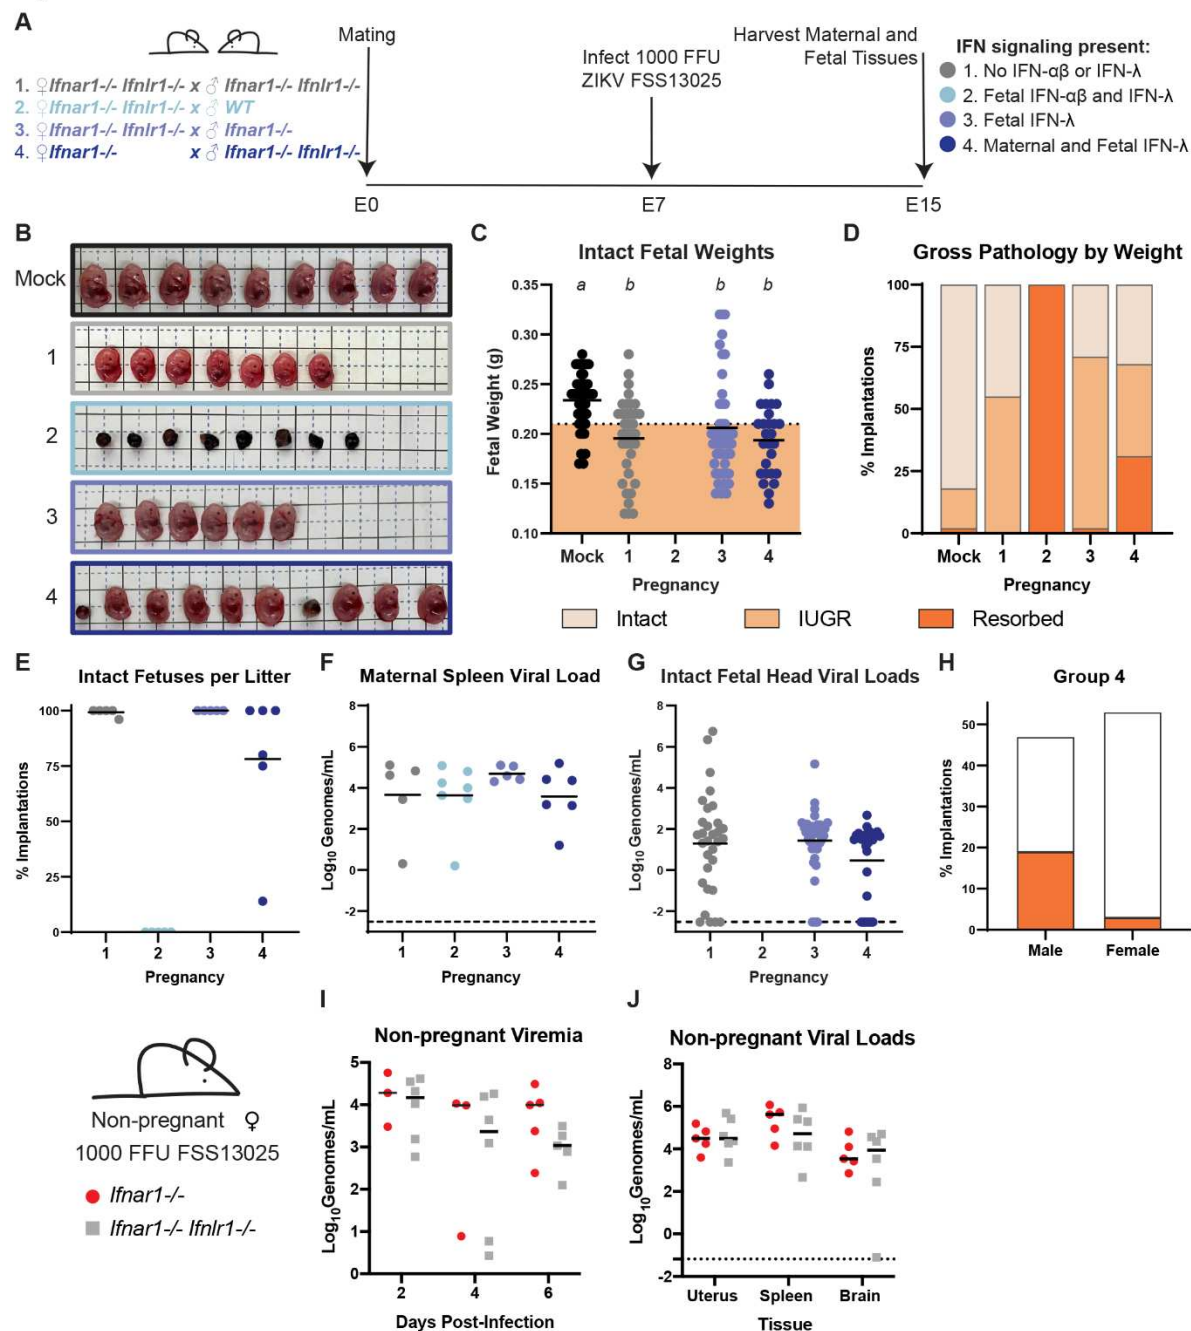 A
Mating
Infect 1000 FFU
ZIKV FSS13025
Harvest Maternal and
Fetal Tissues
IFN signaling present:
1. No IFN-αβ or IFN-λ
2. Fetal IFN-αβ and IFN-λ
3. Fetal IFN-λ
4. Maternal and Fetal IFN-λ
1. ♀Ifnar1-/- Ifnlr1-/- x ♂ Ifnar1-/- Ifnlr1-/-
2. ♀Ifnar1-/- Ifnlr1-/- x ♂ WT
3. ♀Ifnar1-/- Ifnlr1-/- x ♂ Ifnar1-/-
4. ♀Ifnar1-/- x ♂ Ifnar1-/- Ifnlr1-/-
E0 E7 E15
B
Mock
1
2
3
4
C
Intact Fetal Weights
a b b b
Fetal Weight (g)
0.35
0.30
0.25
0.20
0.15
0.10
Mock 1 2 3 4
Pregnancy
D
Gross Pathology by Weight
% Implantations
100
75
50
25
0
Mock 1 2 3 4
Pregnancy
Intact IUGR Resorbed
E
Intact Fetuses per Litter
% Implantations
100
75
50
25
0
1 2 3 4
Pregnancy
F
Maternal Spleen Viral Load
Log10 Genomes/mL
8
6
4
2
0
-2
1 2 3 4
Pregnancy
G
Intact Fetal Head Viral Loads
Log10 Genomes/mL
8
6
4
2
0
-2
1 2 3 4
Pregnancy
H
Group 4
% Implantations
50
40
30
20
10
0
Male Female
Non-pregnant ♀
1000 FFU FSS13025
Ifnar1-/-
Ifnar1-/- Ifnlr1-/-
I
Non-pregnant Viremia
Log10Genomes/mL
5
4
3
2
1
0
2 4 6
Days Post-Infection
J
Non-pregnant Viral Loads
Log10Genomes/mL
8
6
4
2
0
-2
Uterus Spleen Brain
Tissue